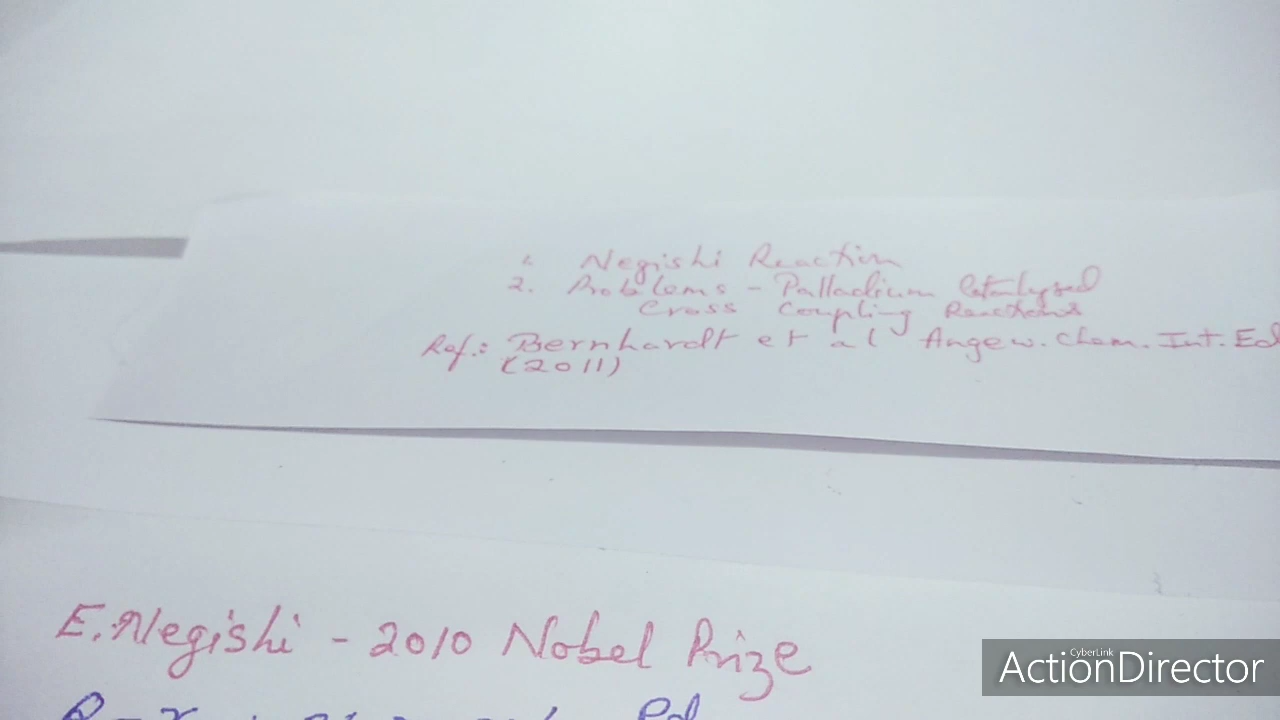 1. Negishi Reaction
2. Problems - Palladium Catalysed
Cross Coupling Reactions
Ref.: Bernhardt et al Angew. Chem. Int. Ed
(2011)
E. Negishi - 2010 Nobel Prize
R-X + Pd
CyberLink
ActionDirector